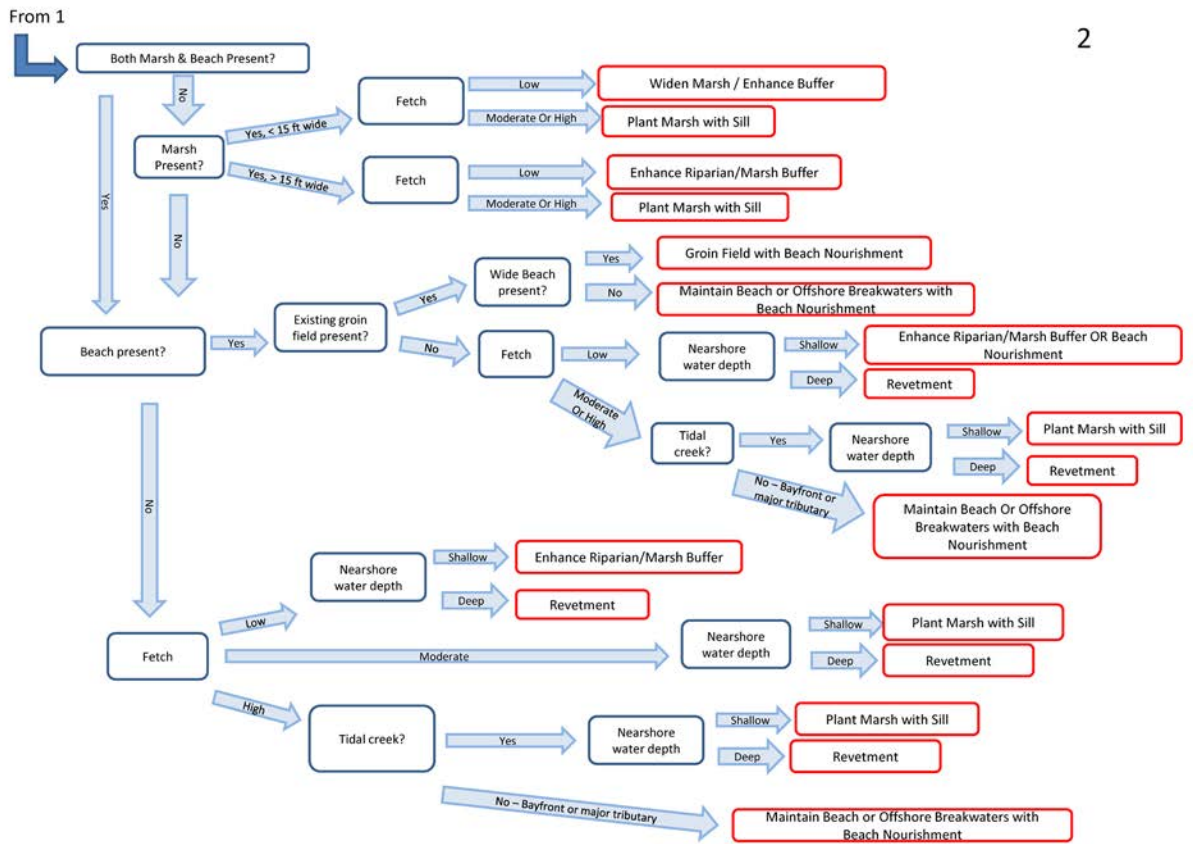 From 1
2
Both Marsh & Beach Present?
No
Yes
Marsh
Present?
Yes, < 15 ft wide
Fetch
Low
Widen Marsh / Enhance Buffer
Moderate Or High
Plant Marsh with Sill
Yes, > 15 ft wide
Fetch
Low
Enhance Riparian/Marsh Buffer
Moderate Or High
Plant Marsh with Sill
No
Beach present?
Yes
Existing groin
field present?
Yes
Wide Beach
present?
Yes
Groin Field with Beach Nourishment
No
Maintain Beach or Offshore Breakwaters with
Beach Nourishment
No
Fetch
Low
Nearshore
water depth
Shallow
Enhance Riparian/Marsh Buffer OR Beach
Nourishment
Deep
Revetment
Moderate
Or High
Tidal
creek?
Yes
Nearshore
water depth
Shallow
Plant Marsh with Sill
Deep
Revetment
No – Bayfront or
major tributary
Maintain Beach Or Offshore
Breakwaters with Beach
Nourishment
No
Fetch
Low
Nearshore
water depth
Shallow
Enhance Riparian/Marsh Buffer
Deep
Revetment
Moderate
Nearshore
water depth
Shallow
Plant Marsh with Sill
Deep
Revetment
High
Tidal creek?
Yes
Nearshore
water depth
Shallow
Plant Marsh with Sill
Deep
Revetment
No – Bayfront or major tributary
Maintain Beach or Offshore Breakwaters with
Beach Nourishment